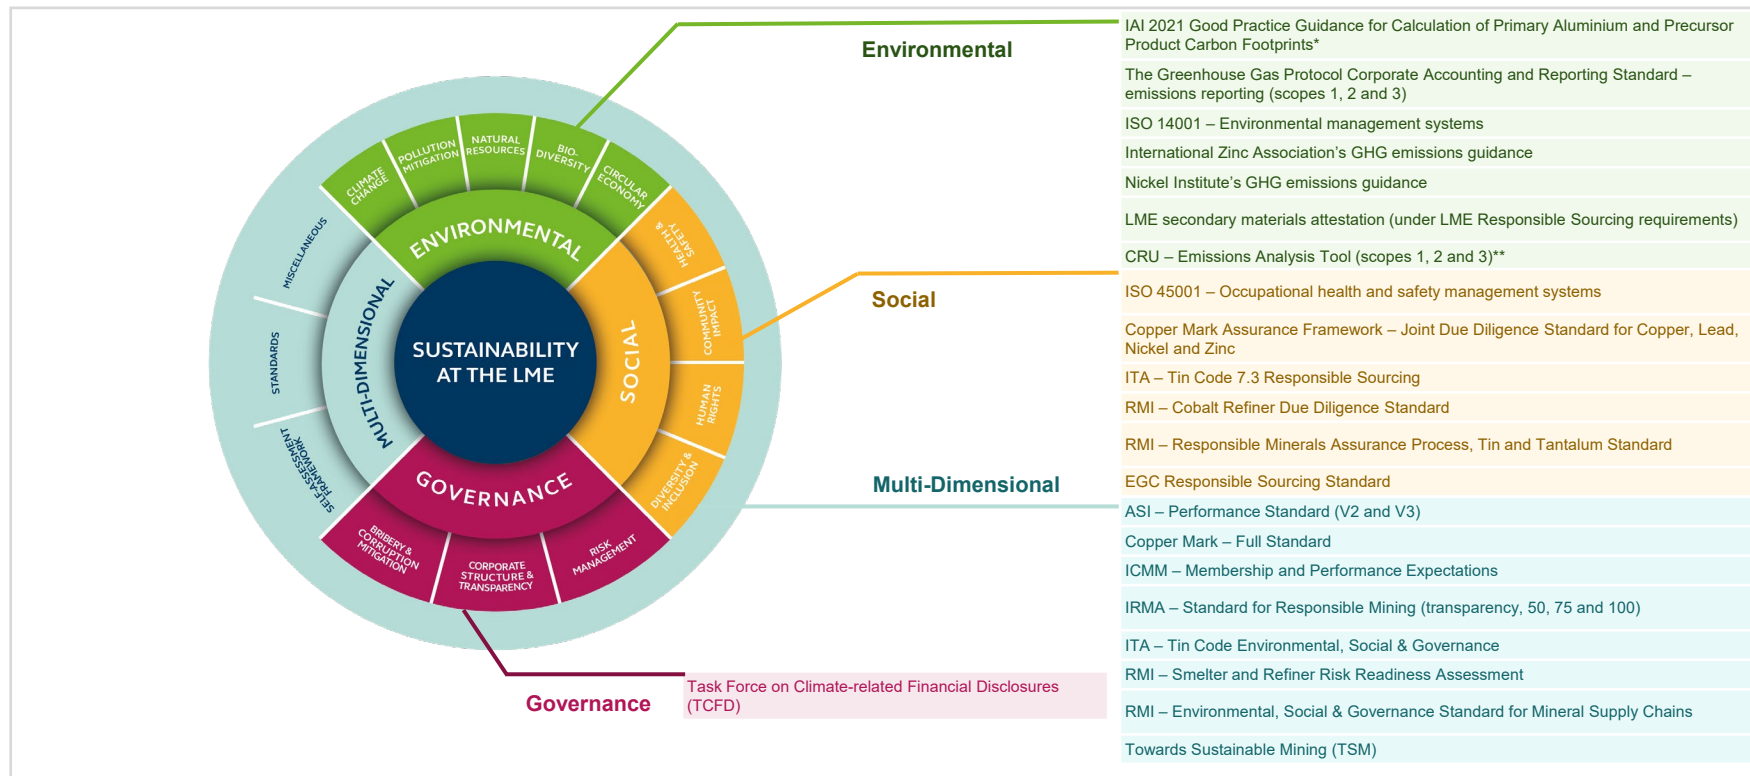 Environmental
IAI 2021 Good Practice Guidance for Calculation of Primary Aluminium and Precursor
Product Carbon Footprints*
The Greenhouse Gas Protocol Corporate Accounting and Reporting Standard –
emissions reporting (scopes 1, 2 and 3)
ISO 14001 – Environmental management systems
International Zinc Association's GHG emissions guidance
Nickel Institute's GHG emissions guidance
LME secondary materials attestation (under LME Responsible Sourcing requirements)
CRU – Emissions Analysis Tool (scopes 1, 2 and 3)**
Social
ISO 45001 – Occupational health and safety management systems
Copper Mark Assurance Framework – Joint Due Diligence Standard for Copper, Lead,
Nickel and Zinc
ITA – Tin Code 7.3 Responsible Sourcing
RMI – Cobalt Refiner Due Diligence Standard
RMI – Responsible Minerals Assurance Process, Tin and Tantalum Standard
EGC Responsible Sourcing Standard
Multi-Dimensional
ASI – Performance Standard (V2 and V3)
Copper Mark – Full Standard
ICMM – Membership and Performance Expectations
IRMA – Standard for Responsible Mining (transparency, 50, 75 and 100)
ITA – Tin Code Environmental, Social & Governance
RMI – Smelter and Refiner Risk Readiness Assessment
RMI – Environmental, Social & Governance Standard for Mineral Supply Chains
Towards Sustainable Mining (TSM)
Governance
Task Force on Climate-related Financial Disclosures
(TCFD)
SUSTAINABILITY
AT THE LME
ENVIRONMENTAL
CLIMATE
CHANGE
POLLUTION
MITIGATION
NATURAL
RESOURCES
BIO-
DIVERSITY
CIRCULAR
ECONOMY
SOCIAL
HEALTH &
SAFETY
COMMUNITY
IMPACT
HUMAN
RIGHTS
DIVERSITY &
INCLUSION
GOVERNANCE
RISK
MANAGEMENT
CORPORATE
STRUCTURE &
TRANSPARENCY
BRIBERY &
CORRUPTION
MITIGATION
MULTI-DIMENSIONAL
SELF-ASSESSMENT
FRAMEWORK
STANDARDS
MISCELLANEOUS